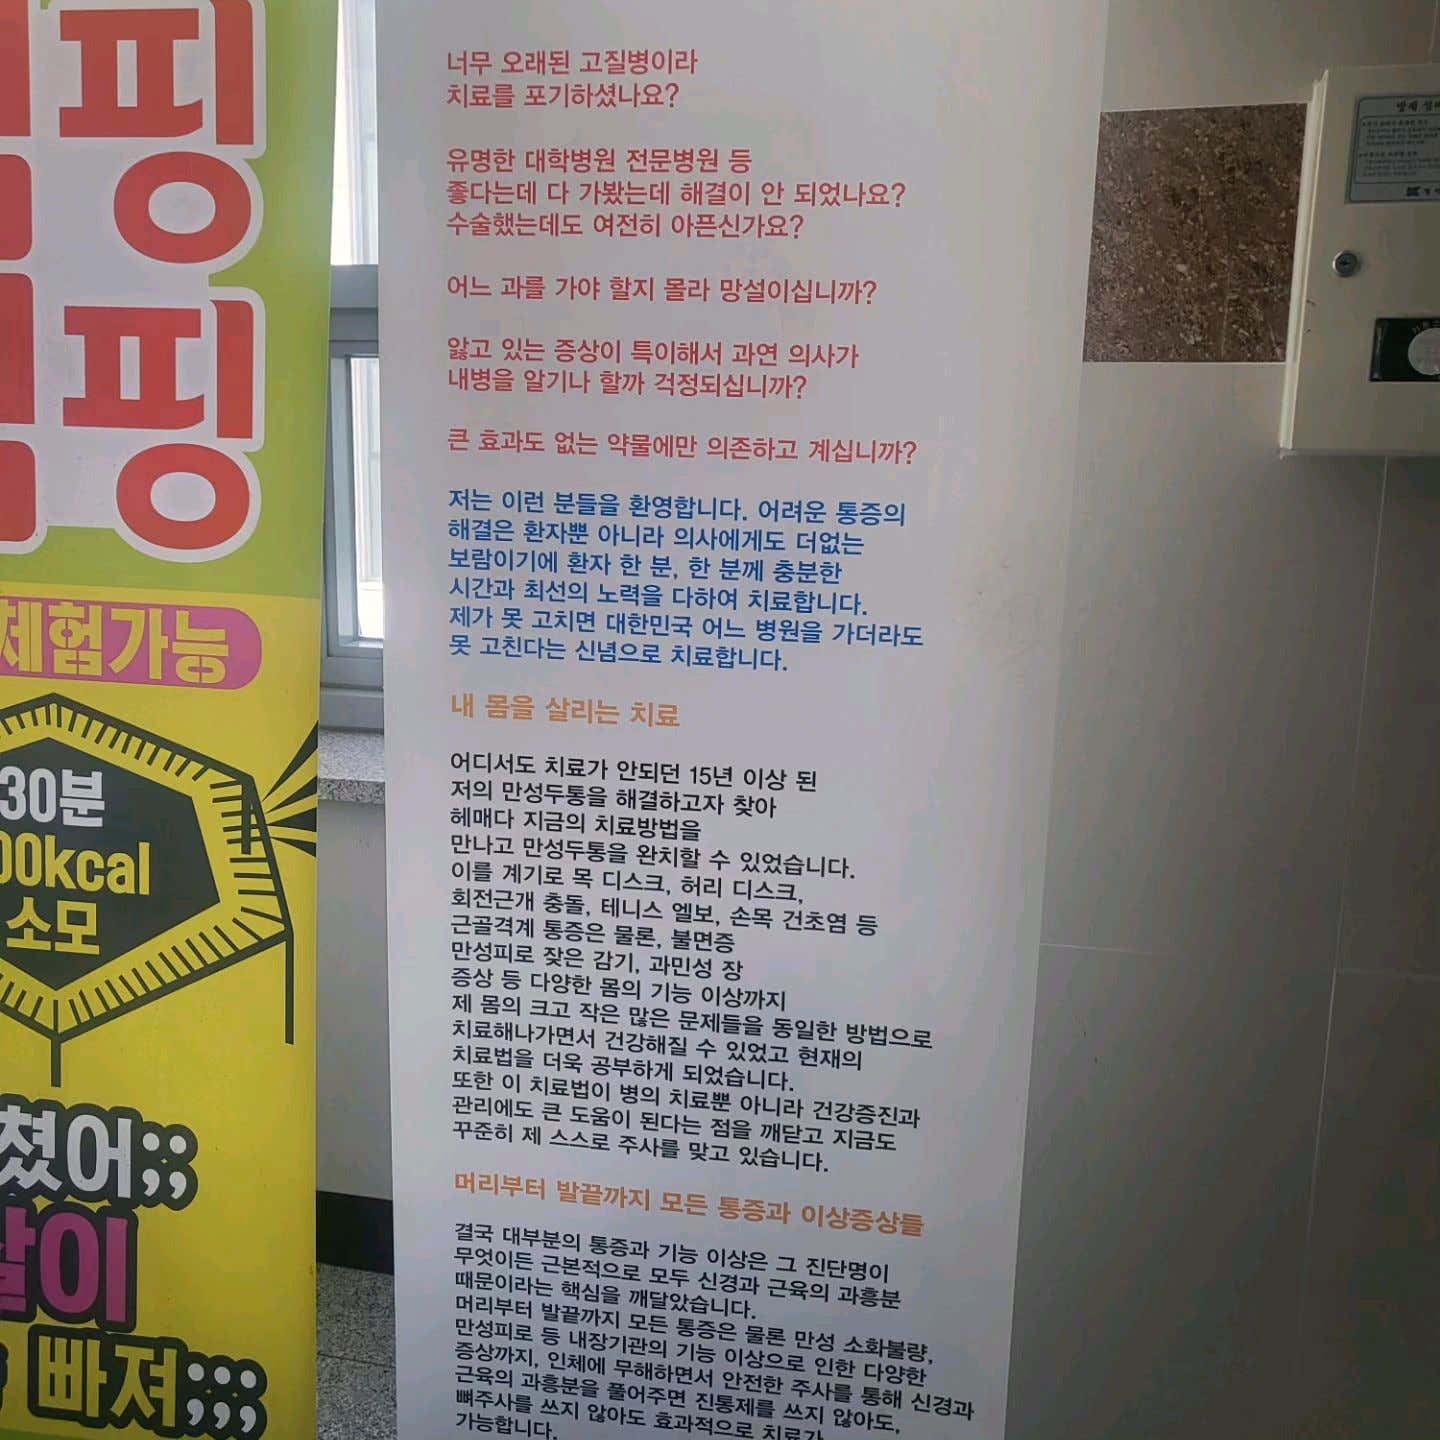 핑
핑
체험가능
30분
00kcal
소모
쳤어;;
살이
빠져;;;
너무 오래된 고질병이라
치료를 포기하셨나요?
유명한 대학병원 전문병원 등
좋다는데 다 가봤는데 해결이 안 되었나요?
수술했는데도 여전히 아픈신가요?
어느 과를 가야 할지 몰라 망설이십니까?
앓고 있는 증상이 특이해서 과연 의사가
내병을 알기나 할까 걱정되십니까?
큰 효과도 없는 약물에만 의존하고 계십니까?
저는 이런 분들을 환영합니다. 어려운 통증의
해결은 환자뿐 아니라 의사에게도 더없는
보람이기에 환자 한 분, 한 분께 충분한
시간과 최선의 노력을 다하여 치료합니다.
제가 못 고치면 대한민국 어느 병원을 가더라도
못 고친다는 신념으로 치료합니다.
내 몸을 살리는 치료
어디서도 치료가 안되던 15년 이상 된
저의 만성두통을 해결하고자 찾아
헤매다 지금의 치료방법을
만나고 만성두통을 완치할 수 있었습니다.
이를 계기로 목 디스크, 허리 디스크,
회전근개 충돌, 테니스 엘보, 손목 건초염 등
근골격계 통증은 물론, 불면증
만성피로 잦은 감기, 과민성 장
증상 등 다양한 몸의 기능 이상까지
제 몸의 크고 작은 많은 문제들을 동일한 방법으로
치료해나가면서 건강해질 수 있었고 현재의
치료법을 더욱 공부하게 되었습니다.
또한 이 치료법이 병의 치료뿐 아니라 건강증진과
관리에도 큰 도움이 된다는 점을 깨닫고 지금도
꾸준히 제 스스로 주사를 맞고 있습니다.
머리부터 발끝까지 모든 통증과 이상증상들
결국 대부분의 통증과 기능 이상은 그 진단명이
무엇이든 근본적으로 모두 신경과 근육의 과흥분
때문이라는 핵심을 깨달았습니다.
머리부터 발끝까지 모든 통증은 물론 만성 소화불량,
만성피로 등 내장기관의 기능 이상으로 인한 다양한
증상까지, 인체에 무해하면서 안전한 주사를 통해 신경과
근육의 과흥분을 풀어주면 진통제를 쓰지 않아도,
뼈주사를 쓰지 않아도 효과적으로 치료가
가능합니다.